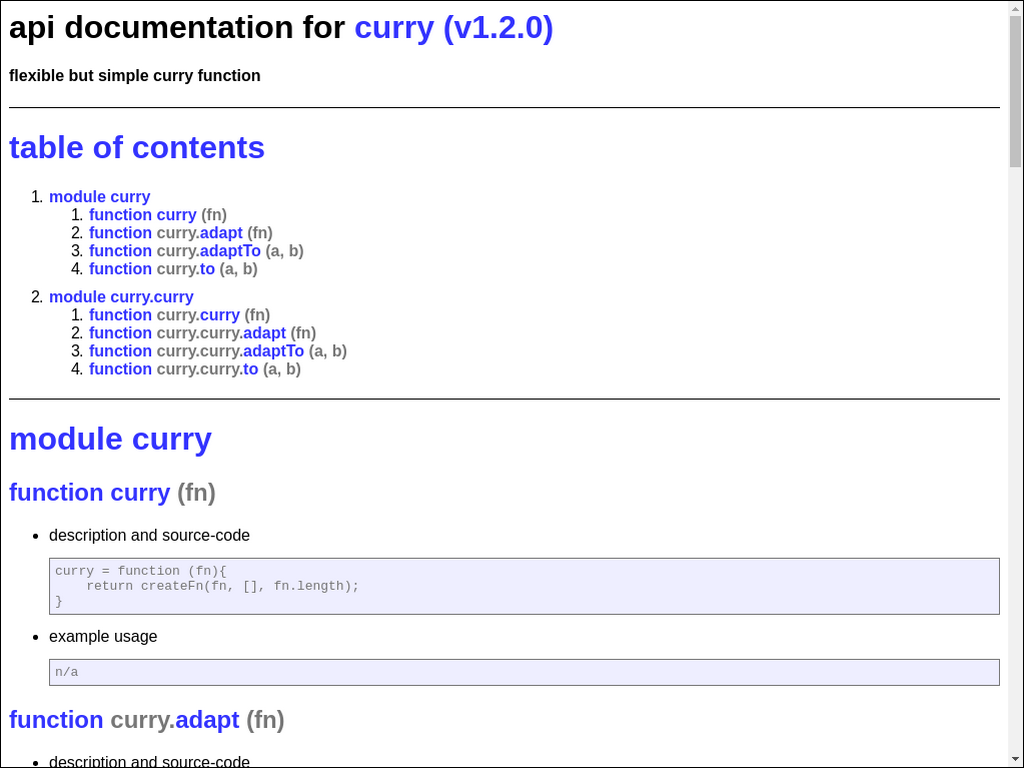 api documentation for curry (v1.2.0)
flexible but simple curry function
table of contents
1. module curry
1. function curry (fn)
2. function curry.adapt (fn)
3. function curry.adaptTo (a, b)
4. function curry.to (a, b)
2. module curry.curry
1. function curry.curry (fn)
2. function curry.curry.adapt (fn)
3. function curry.curry.adaptTo (a, b)
4. function curry.curry.to (a, b)
module curry
function curry (fn)
• description and source-code
curry = function (fn){
    return createFn(fn, [], fn.length);
}
• example usage
n/a
function curry.adapt (fn)
• description and source-code